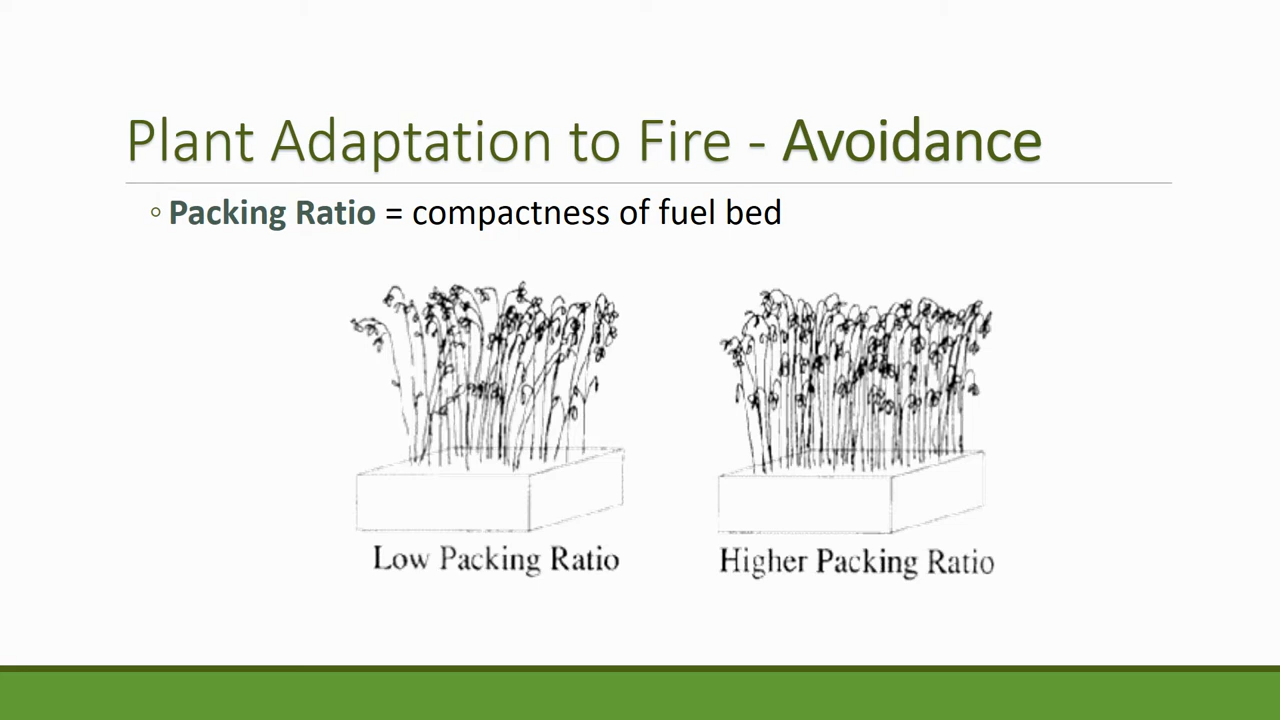 Plant Adaptation to Fire - Avoidance
◦ Packing Ratio = compactness of fuel bed
Low Packing Ratio
Higher Packing Ratio